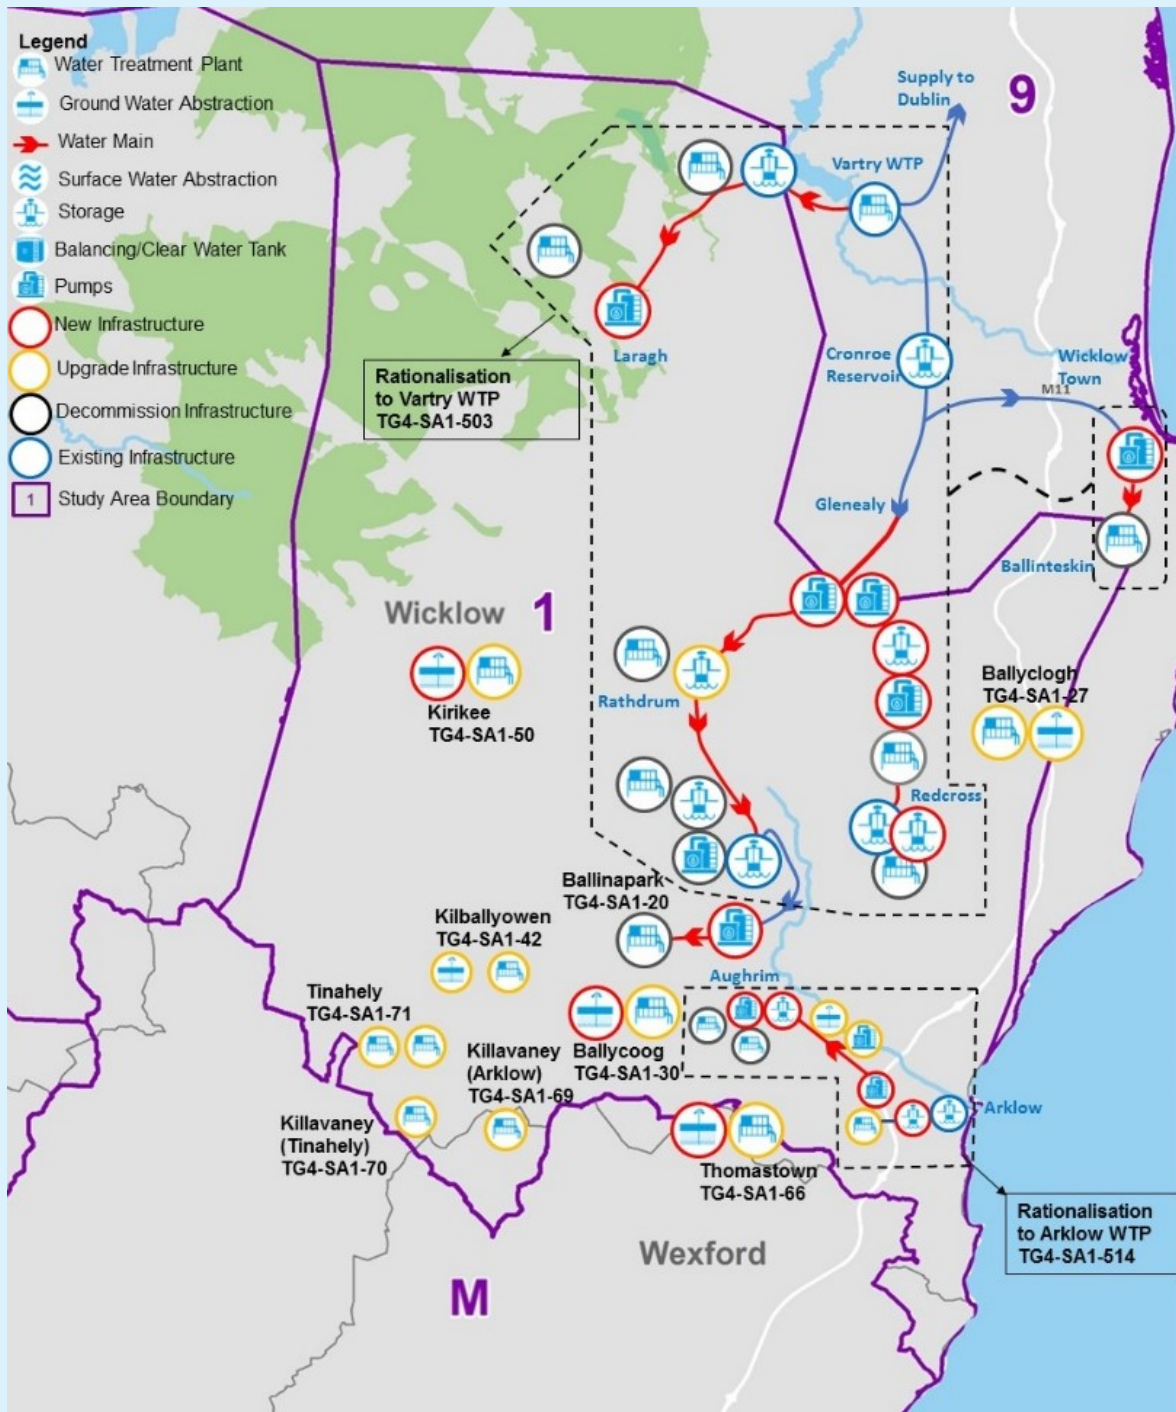 Legend
Water Treatment Plant
Ground Water Abstraction
Water Main
Surface Water Abstraction
Storage
Balancing/Clear Water Tank
Pumps
New Infrastructure
Upgrade Infrastructure
Decommission Infrastructure
Existing Infrastructure
1 Study Area Boundary
Supply to
Dublin
9
Vartry WTP
Laragh
Rationalisation
to Vartry WTP
TG4-SA1-503
Cronroe
Reservoir
Wicklow
Town
M11
Glenealy
Ballinteskin
Wicklow 1
Kirikee
TG4-SA1-50
Rathdrum
Ballyclogh
TG4-SA1-27
Redcross
Ballinapark
TG4-SA1-20
Kilballyowen
TG4-SA1-42
Aughrim
Tinahely
TG4-SA1-71
Killavaney
(Arklow)
TG4-SA1-69
Ballycoog
TG4-SA1-30
Killavaney
(Tinahely)
TG4-SA1-70
Arklow
Thomastown
TG4-SA1-66
Rationalisation
to Arklow WTP
TG4-SA1-514
Wexford
M